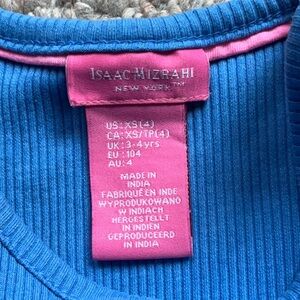 ISAAC MIZRAHI
NEW YORK™
US: XS(4)
CA: XS/TP(4)
UK: 3-4yrs
EU: 104
AU: 4
MADE IN
INDIA
FABRIQUÉ EN INDE
WYPRODUKOWANO
W INDIACH
HERGESTELLT
IN INDIEN
GEPRODUCEERD
IN INDIA